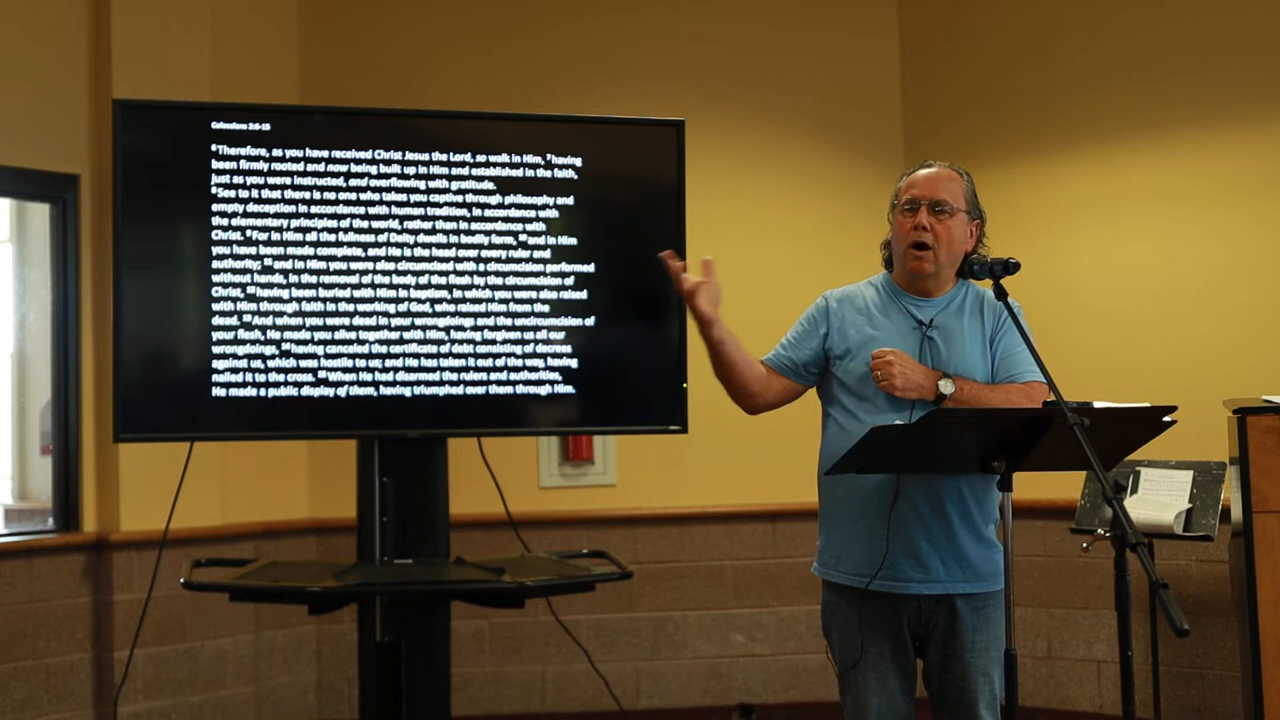 Colossians 2:6-15
⁶Therefore, as you have received Christ Jesus the Lord, so walk in Him, ⁷having
been firmly rooted and now being built up in Him and established in the faith,
just as you were instructed, and overflowing with gratitude.
⁸See to it that there is no one who takes you captive through philosophy and
empty deception in accordance with human tradition, in accordance with
the elementary principles of the world, rather than in accordance with
Christ. ⁹For in Him all the fullness of Deity dwells in bodily form, ¹⁰and in Him
you have been made complete, and He is the head over every ruler and
authority; ¹¹and in Him you were also circumcised with a circumcision performed
without hands, in the removal of the body of the flesh by the circumcision of
Christ, ¹²having been buried with Him in baptism, in which you were also raised
with Him through faith in the working of God, who raised Him from the
dead. ¹³And when you were dead in your wrongdoings and the uncircumcision of
your flesh, He made you alive together with Him, having forgiven us all our
wrongdoings, ¹⁴having canceled the certificate of debt consisting of decrees
against us, which was hostile to us; and He has taken it out of the way, having
nailed it to the cross. ¹⁵When He had disarmed the rulers and authorities,
He made a public display of them, having triumphed over them through Him.